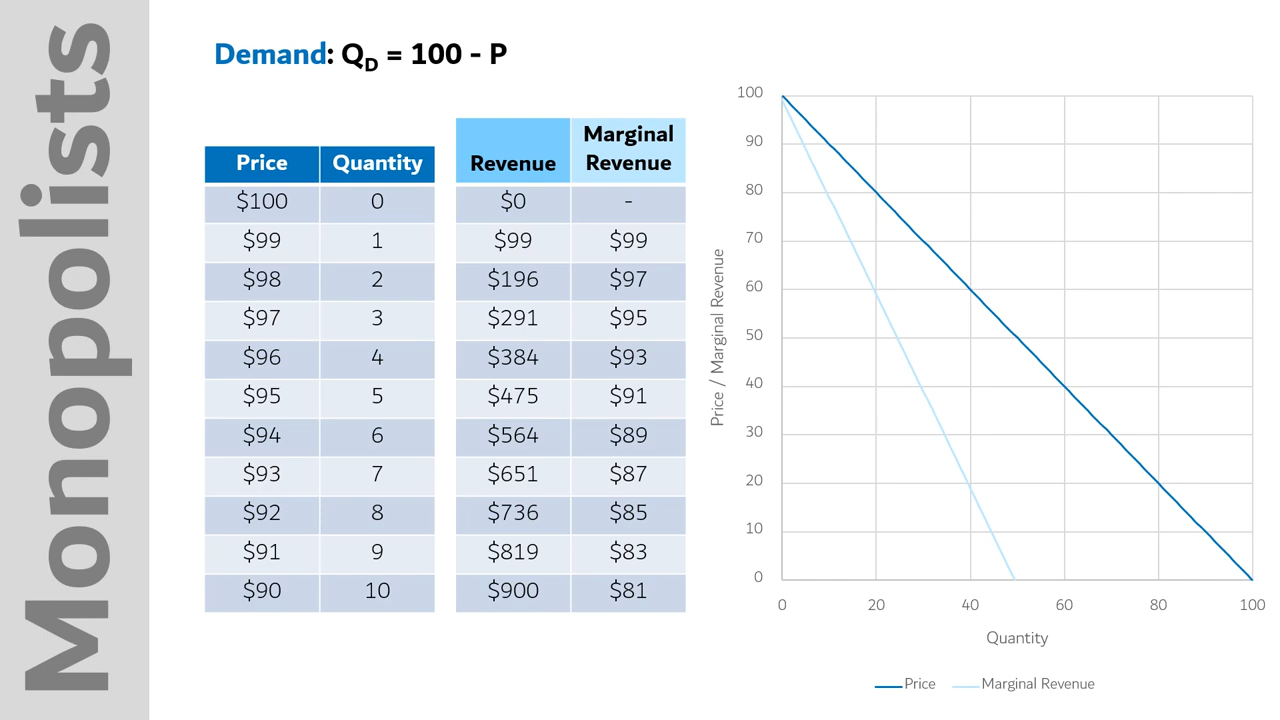 Monopolists
Demand: QD = 100 - P
Price Quantity Revenue Marginal Revenue
$100 0 $0 -
$99 1 $99 $99
$98 2 $196 $97
$97 3 $291 $95
$96 4 $384 $93
$95 5 $475 $91
$94 6 $564 $89
$93 7 $651 $87
$92 8 $736 $85
$91 9 $819 $83
$90 10 $900 $81
Price / Marginal Revenue
100
90
80
70
60
50
40
30
20
10
0
0 20 40 60 80 100
Quantity
Price Marginal Revenue